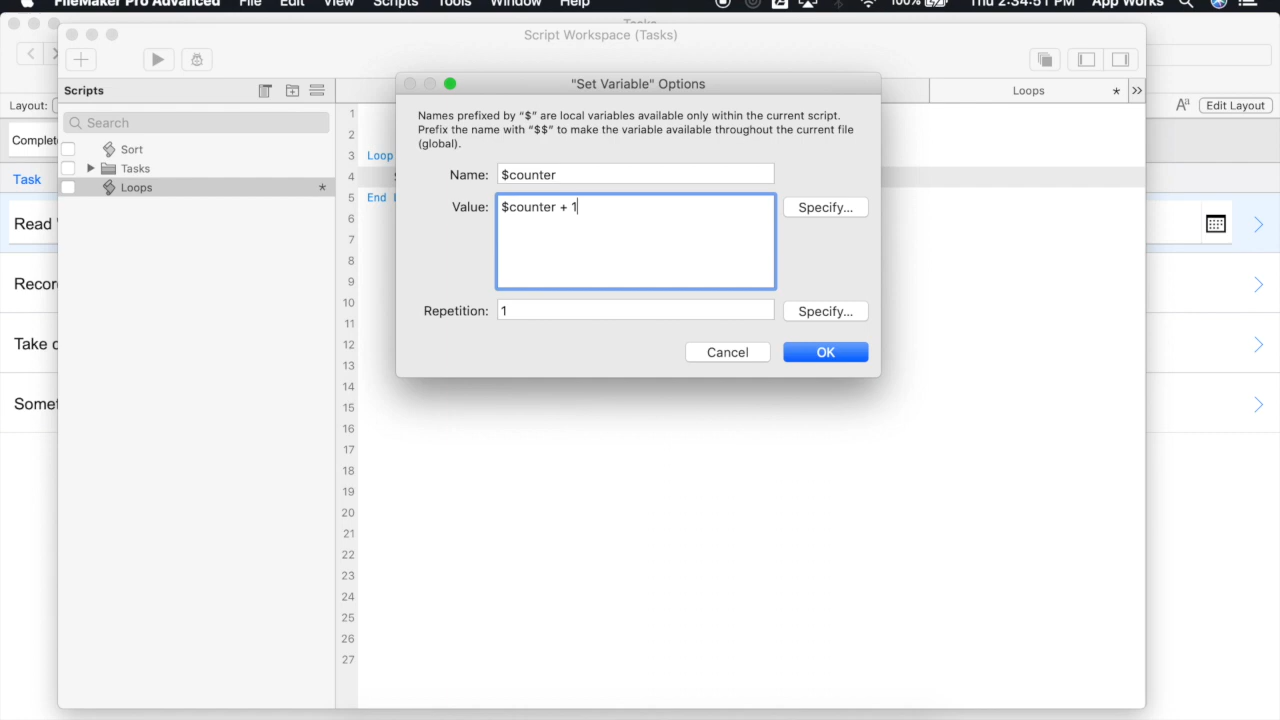 FileMaker Pro Advanced File Edit View Scripts Tools Window Help 100% Thu 2:34:51 PM App Works
Tasks
Script Workspace (Tasks)
Scripts
Loops *
Layout:
Edit Layout
Search
Sort
Tasks
Loops *
Task
1
2
3 Loop
4
5 End
6
7
8
9
10
11
12
13
14
15
16
17
18
19
20
21
22
23
24
25
26
27
"Set Variable" Options
Names prefixed by "$" are local variables available only within the current script.
Prefix the name with "$$" to make the variable available throughout the current file
(global).
Name: $counter
Value: $counter + 1
Specify...
Repetition: 1
Specify...
Cancel
OK
Read
Take